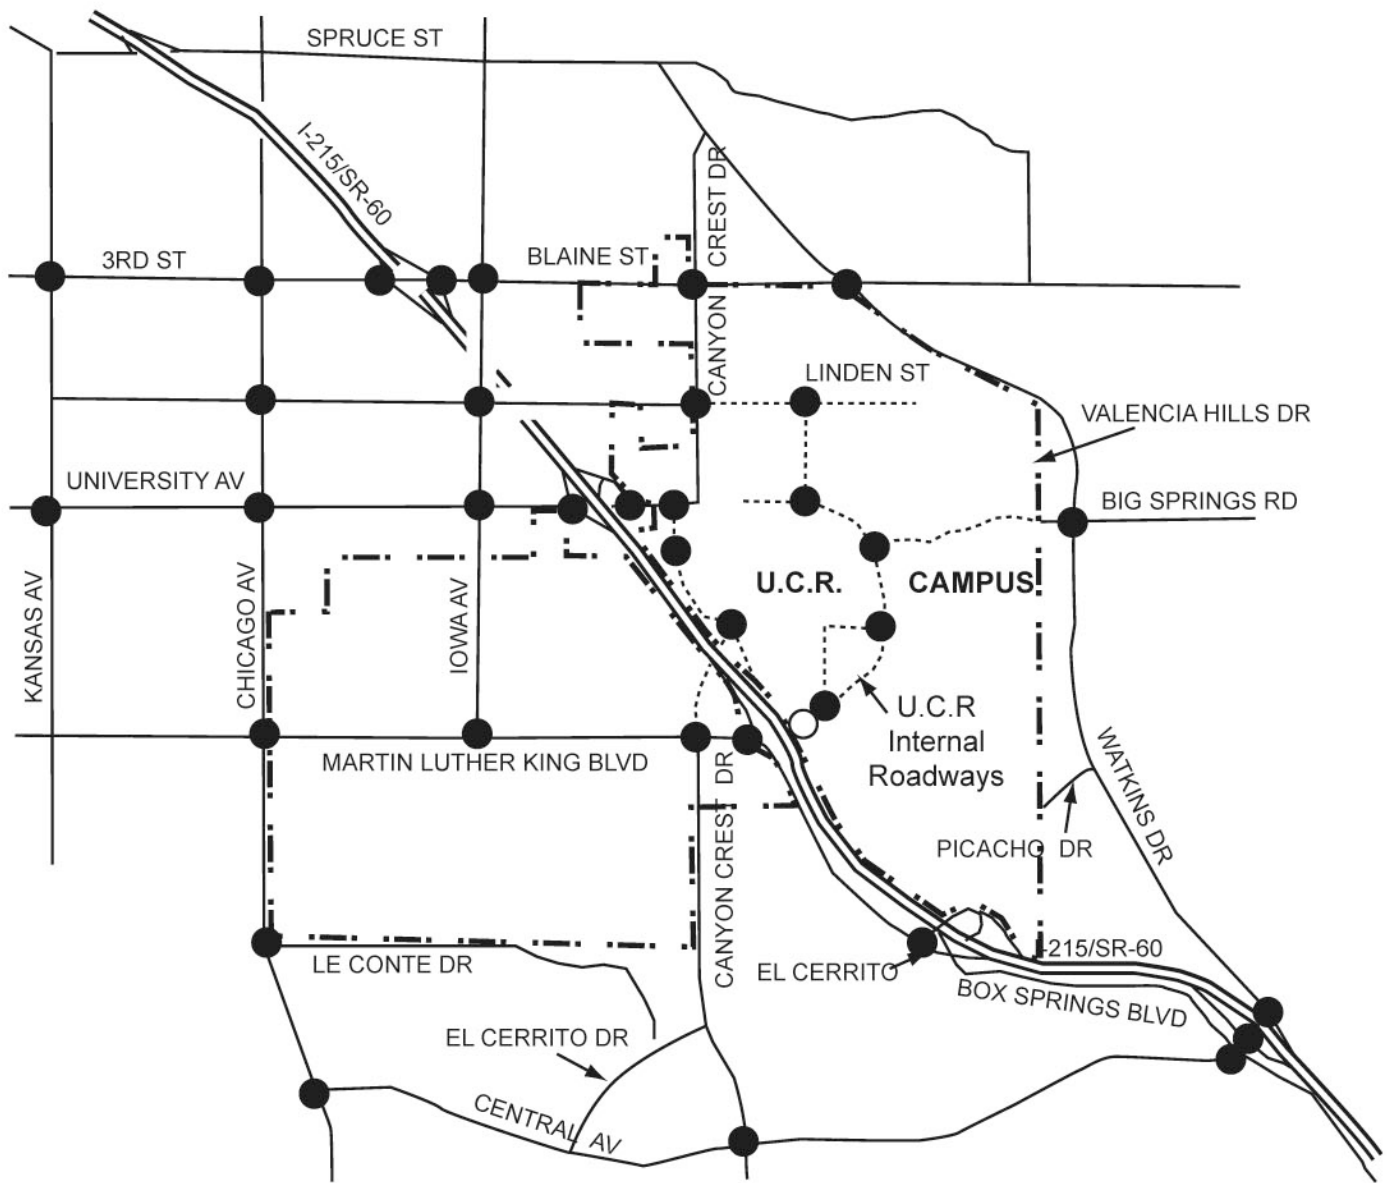 SPRUCE ST
I-215/SR-60
CANYON CREST DR
3RD ST
BLAINE ST
LINDEN ST
VALENCIA HILLS DR
UNIVERSITY AV
BIG SPRINGS RD
KANSAS AV
CHICAGO AV
IOWA AV
U.C.R. CAMPUS
U.C.R
Internal
Roadways
MARTIN LUTHER KING BLVD
WATKINS DR
CANYON CREST DR
PICACHO DR
LE CONTE DR
EL CERRITO
-215/SR-60
BOX SPRINGS BLVD
EL CERRITO DR
CENTRAL AV